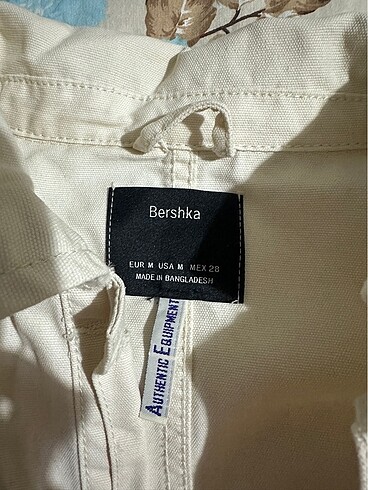 Bershka
EUR M USA M MEX 28
MADE IN BANGLADESH
AUTHENTIC EQUIPMENT